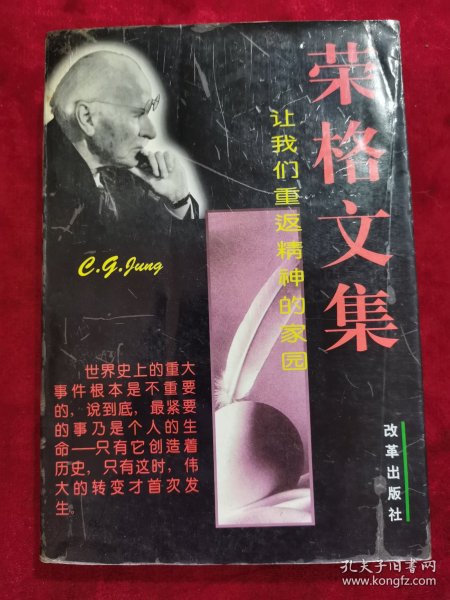 荣格文集
让我们重返精神的家园
C.G.Jung
世界史上的重大
事件根本是不重要
的，说到底，最紧要
的事乃是个人的生
命—只有它创造着
历史，只有这时，伟
大的转变才首次发
生。
改革出版社
孔夫子旧书网
www.kongfz.com